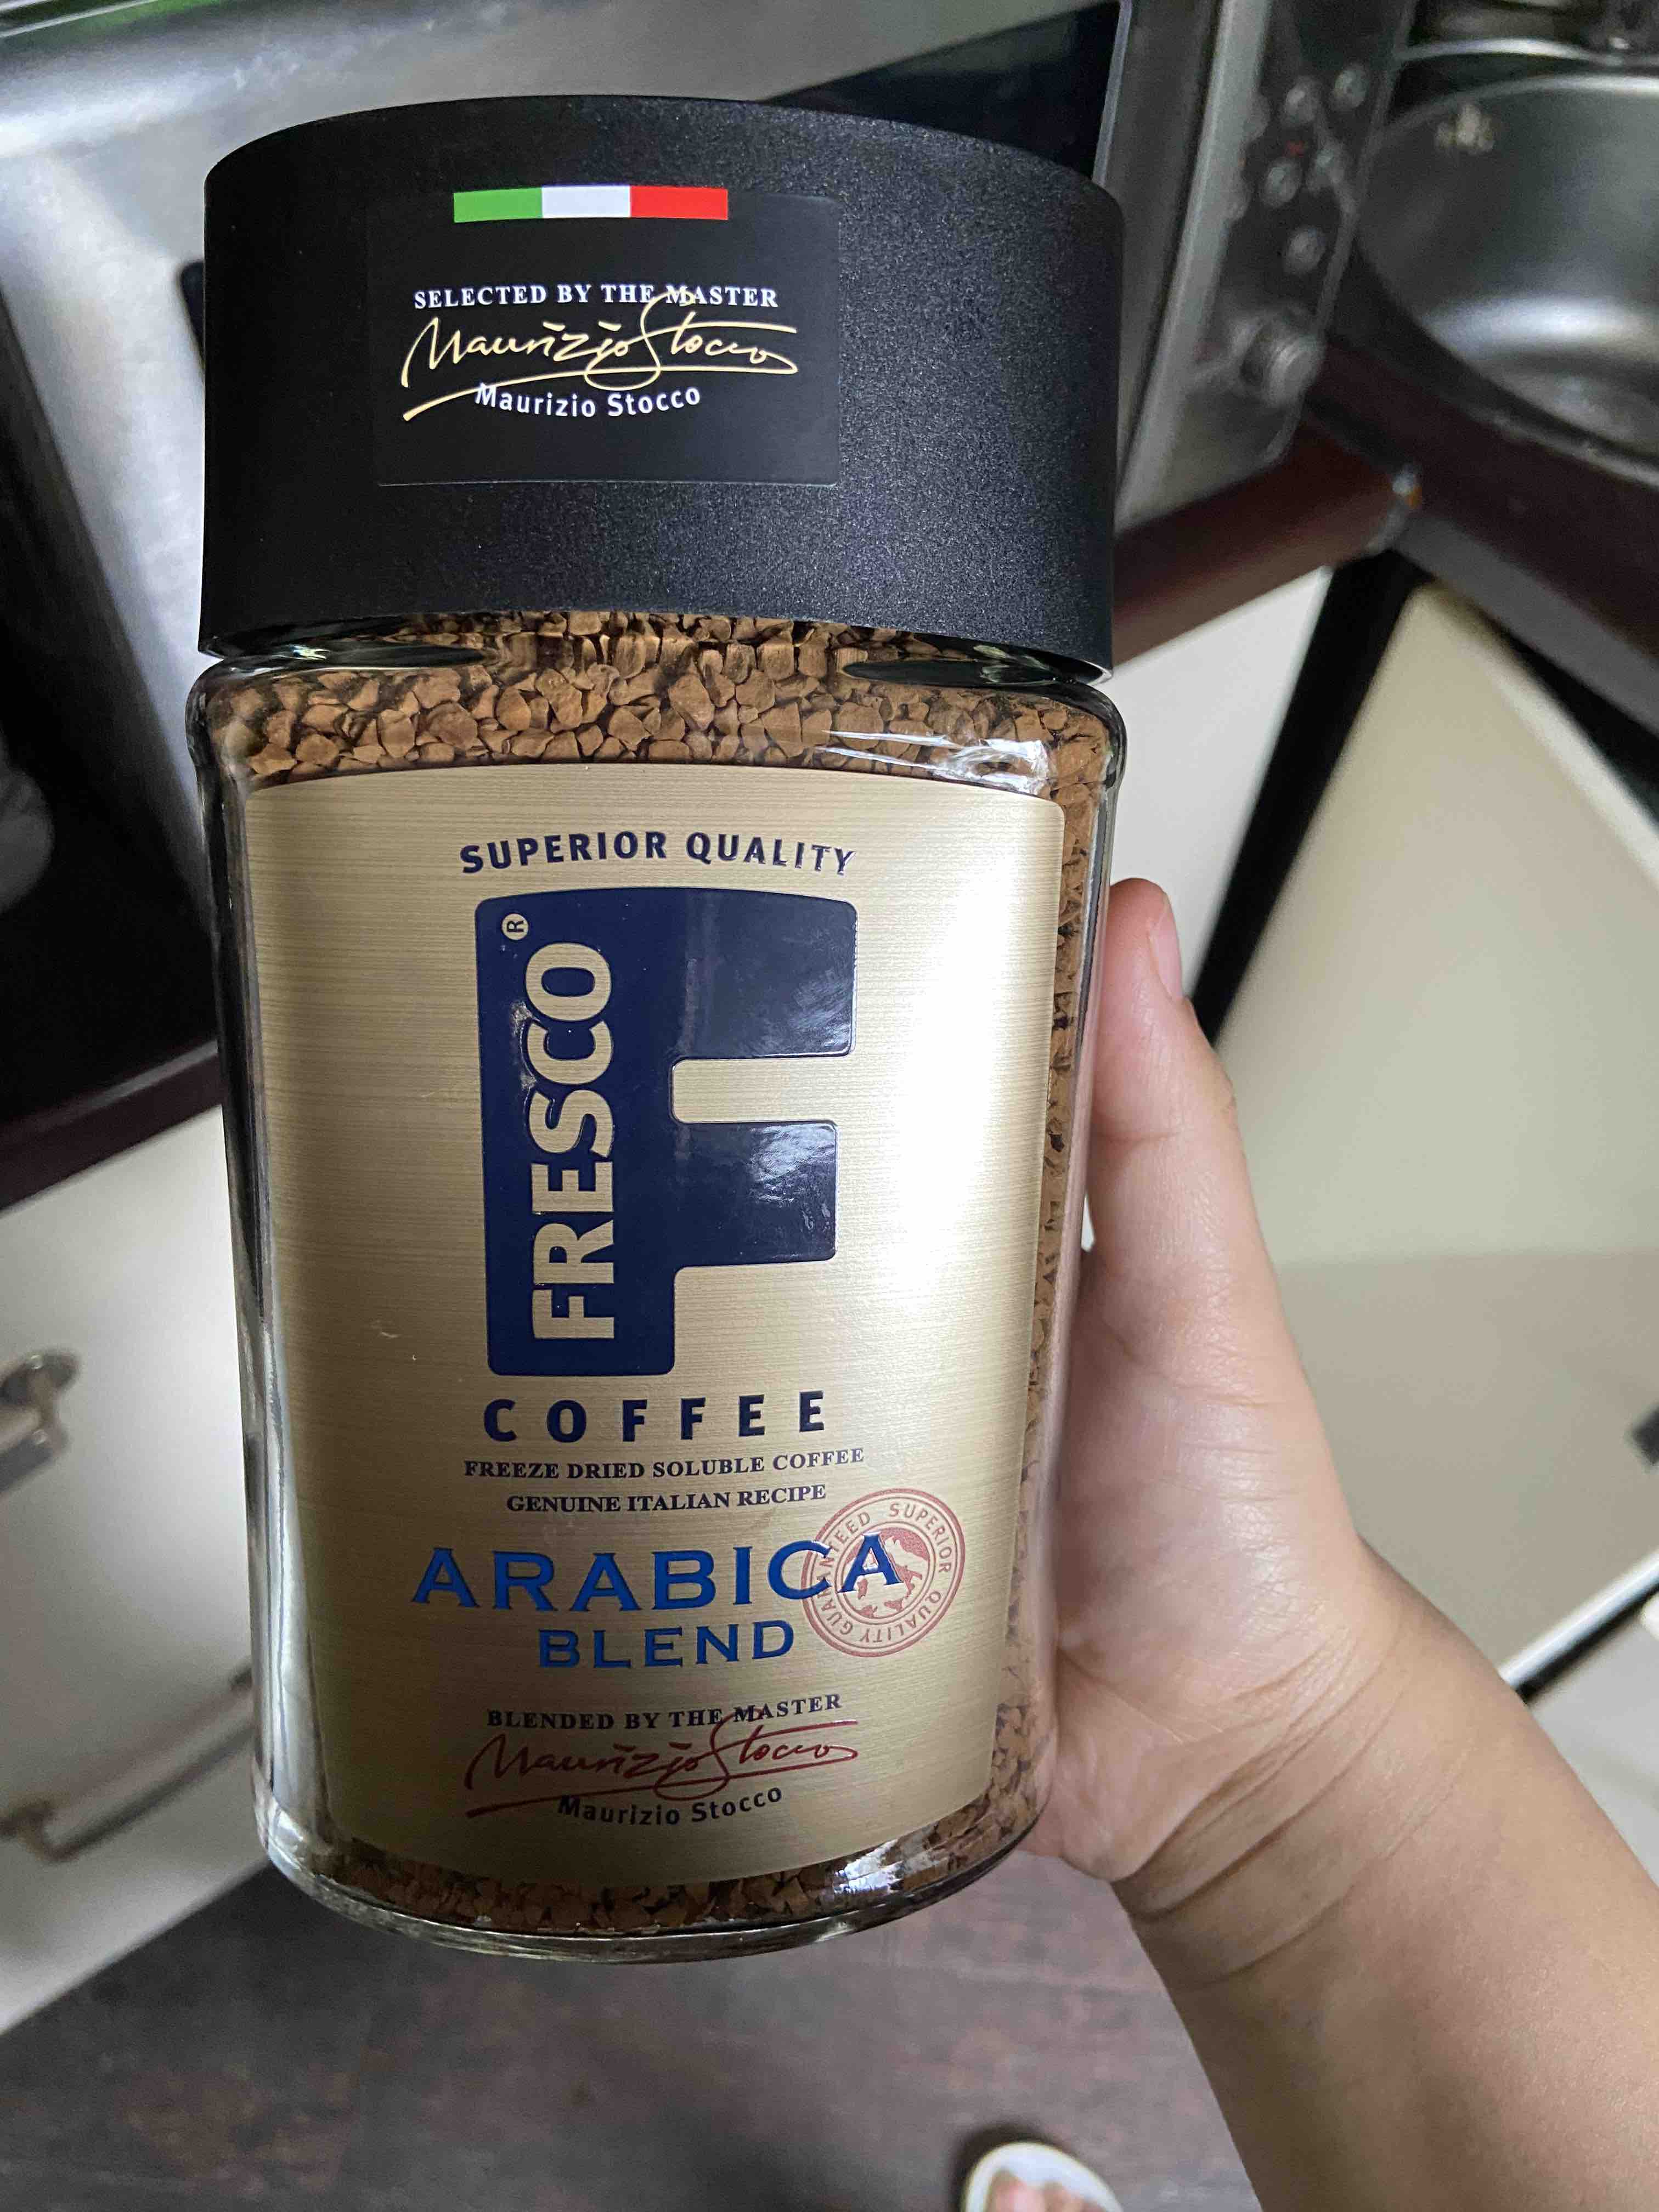 SELECTED BY THE MASTER
Maurizio Stocco
Maurizio Stocco
SUPERIOR QUALITY
FRESCO®
F
COFFEE
FREEZE DRIED SOLUBLE COFFEE
GENUINE ITALIAN RECIPE
ARABICA
BLEND
GUARANTEED SUPERIOR QUALITY
BLENDED BY THE MASTER
Maurizio Stocco
Maurizio Stocco